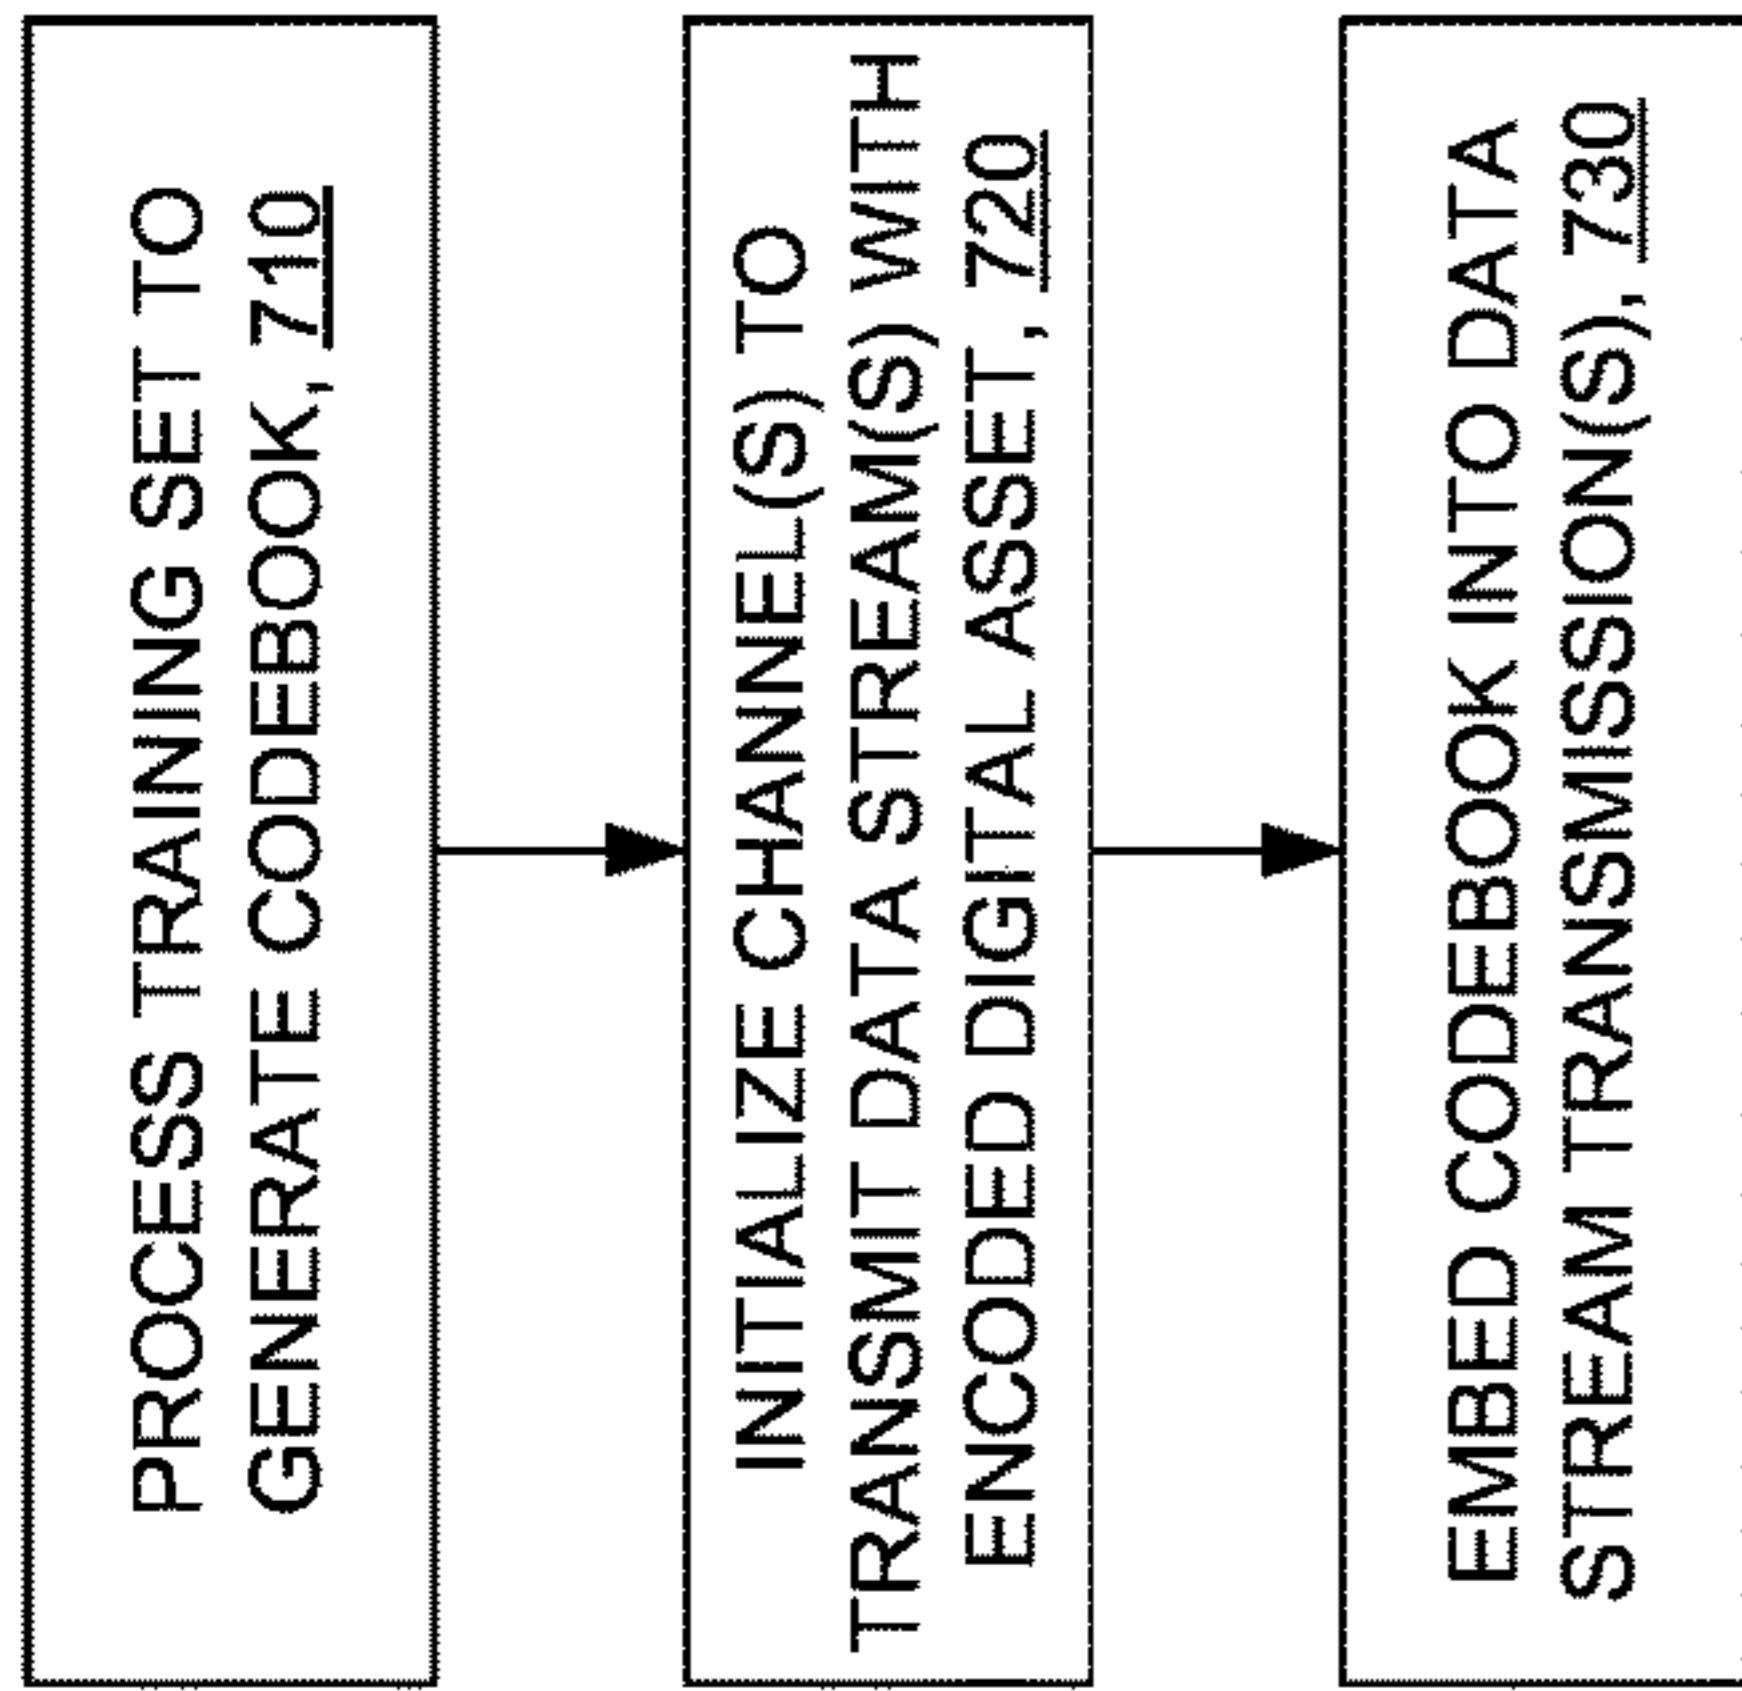 PROCESS TRAINING SET TO
GENERATE CODEBOOK, 710
INITIALIZE CHANNEL(S) TO
TRANSMIT DATA STREAM(S) WITH
ENCODED DIGITAL ASSET, 720
EMBED CODEBOOK INTO DATA
STREAM TRANSMISSION(S), 730